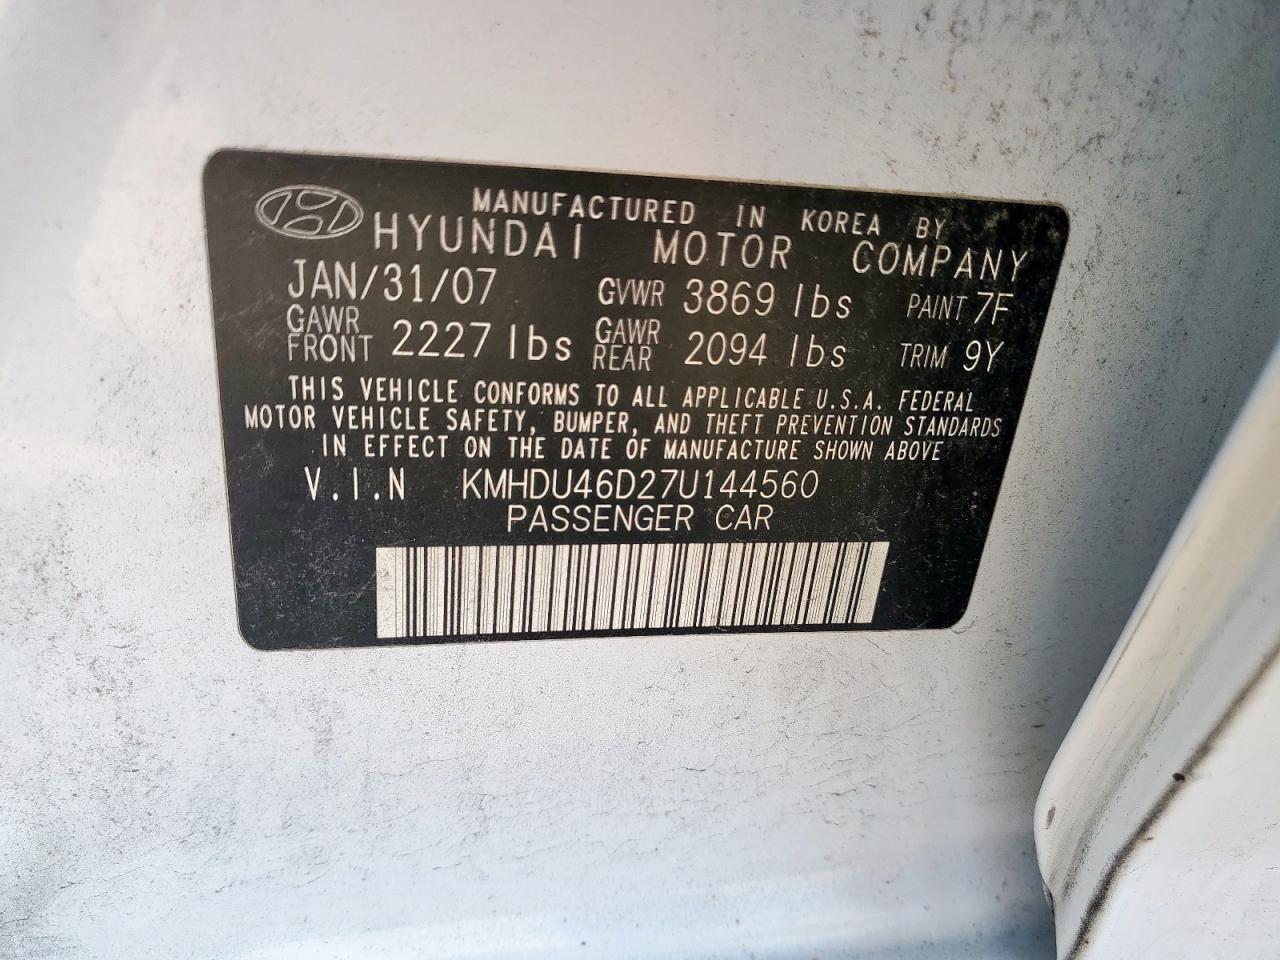 MANUFACTURED IN KOREA BY
HYUNDAI MOTOR COMPANY
JAN/31/07 GVWR 3869 lbs PAINT 7F
GAWR FRONT 2227 lbs GAWR REAR 2094 lbs TRIM 9Y
THIS VEHICLE CONFORMS TO ALL APPLICABLE U.S.A. FEDERAL
MOTOR VEHICLE SAFETY, BUMPER, AND THEFT PREVENTION STANDARDS
IN EFFECT ON THE DATE OF MANUFACTURE SHOWN ABOVE
V.I.N KMHDU46D27U144560
PASSENGER CAR